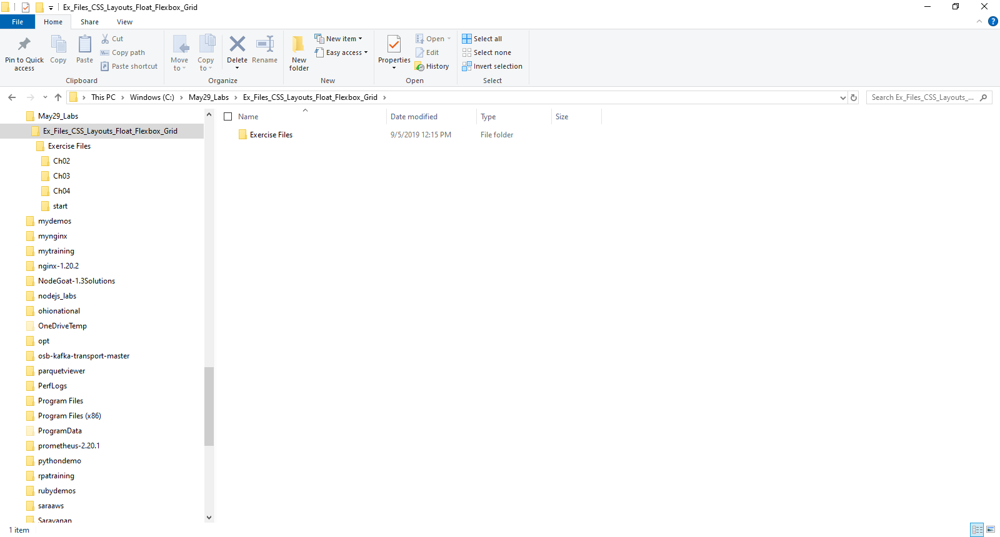 Ex_Files_CSS_Layouts_Float_Flexbox_Grid
File Home Share View
Pin to Quick access
Copy
Paste
Cut
Copy path
Paste shortcut
Clipboard
Move to
Copy to
Delete
Rename
Organize
New folder
New item
Easy access
New
Properties
Open
Edit
History
Open
Select all
Select none
Invert selection
Select
This PC > Windows (C:) > May29_Labs > Ex_Files_CSS_Layouts_Float_Flexbox_Grid >
Search Ex_Files_CSS_Layouts_...
May29_Labs
Ex_Files_CSS_Layouts_Float_Flexbox_Grid
Exercise Files
Ch02
Ch03
Ch04
start
mydemos
mynginx
mytraining
nginx-1.20.2
NodeGoat-1.3Solutions
nodejs_labs
ohionational
OneDriveTemp
opt
osb-kafka-transport-master
parquetviewer
PerfLogs
Program Files
Program Files (x86)
ProgramData
prometheus-2.20.1
pythondemo
rpatraining
rubydemos
saraaws
Saravanan
Name Date modified Type Size
Exercise Files 9/5/2019 12:15 PM File folder
1 item